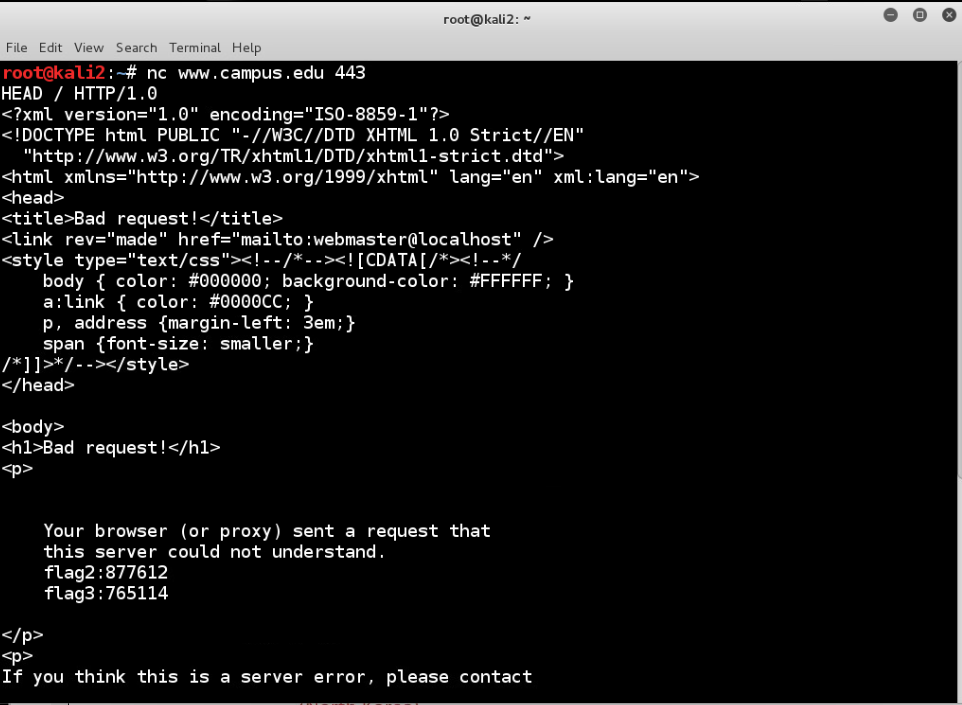 root@kali2: ~
File Edit View Search Terminal Help
root@kali2:~# nc www.campus.edu 443
HEAD / HTTP/1.0
<?xml version="1.0" encoding="ISO-8859-1"?>
<!DOCTYPE html PUBLIC "-//W3C//DTD XHTML 1.0 Strict//EN"
  "http://www.w3.org/TR/xhtml1/DTD/xhtml1-strict.dtd">
<html xmlns="http://www.w3.org/1999/xhtml" lang="en" xml:lang="en">
<head>
<title>Bad request!</title>
<link rev="made" href="mailto:webmaster@localhost" />
<style type="text/css"><!--/*--><![CDATA[/*><!--*/
    body { color: #000000; background-color: #FFFFFF; }
    a:link { color: #0000CC; }
    p, address {margin-left: 3em;}
    span {font-size: smaller;}
/*]]>*/--></style>
</head>

<body>
<h1>Bad request!</h1>
<p>

    Your browser (or proxy) sent a request that
    this server could not understand.
    flag2:877612
    flag3:765114

</p>
<p>
If you think this is a server error, please contact